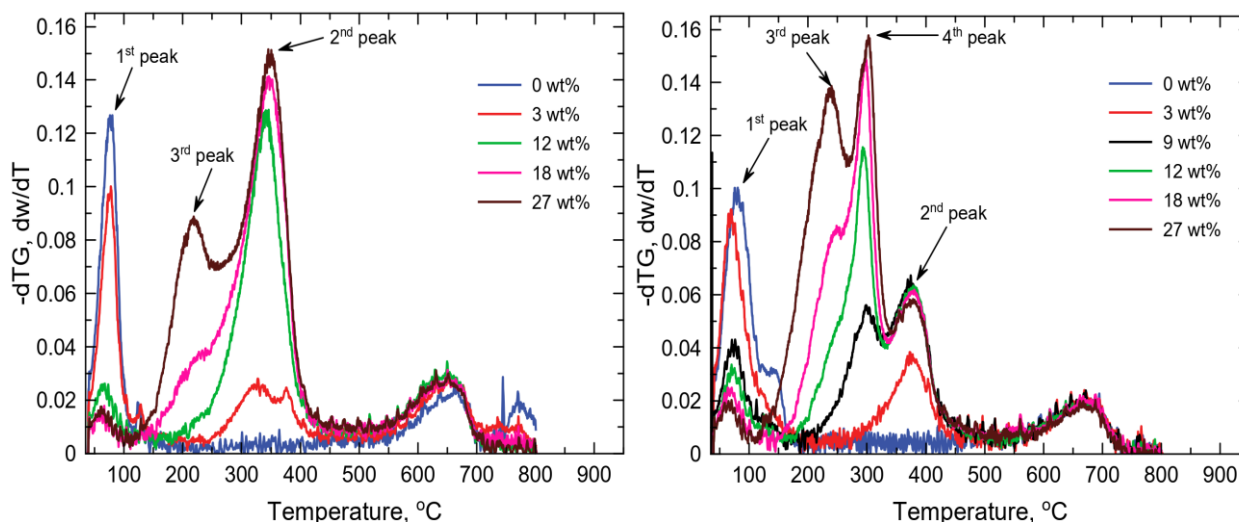 0.16
0.14
0.12
0.1
0.08
0.06
0.04
0.02
0
-dTG, dw/dT
1st peak
2nd peak
3rd peak
0 wt%
3 wt%
12 wt%
18 wt%
27 wt%
100 200 300 400 500 600 700 800 900
Temperature, oC
0.16
0.14
0.12
0.1
0.08
0.06
0.04
0.02
0
-dTG, dw/dT
3rd peak
4th peak
1st peak
2nd peak
0 wt%
3 wt%
9 wt%
12 wt%
18 wt%
27 wt%
100 200 300 400 500 600 700 800 900
Temperature, oC